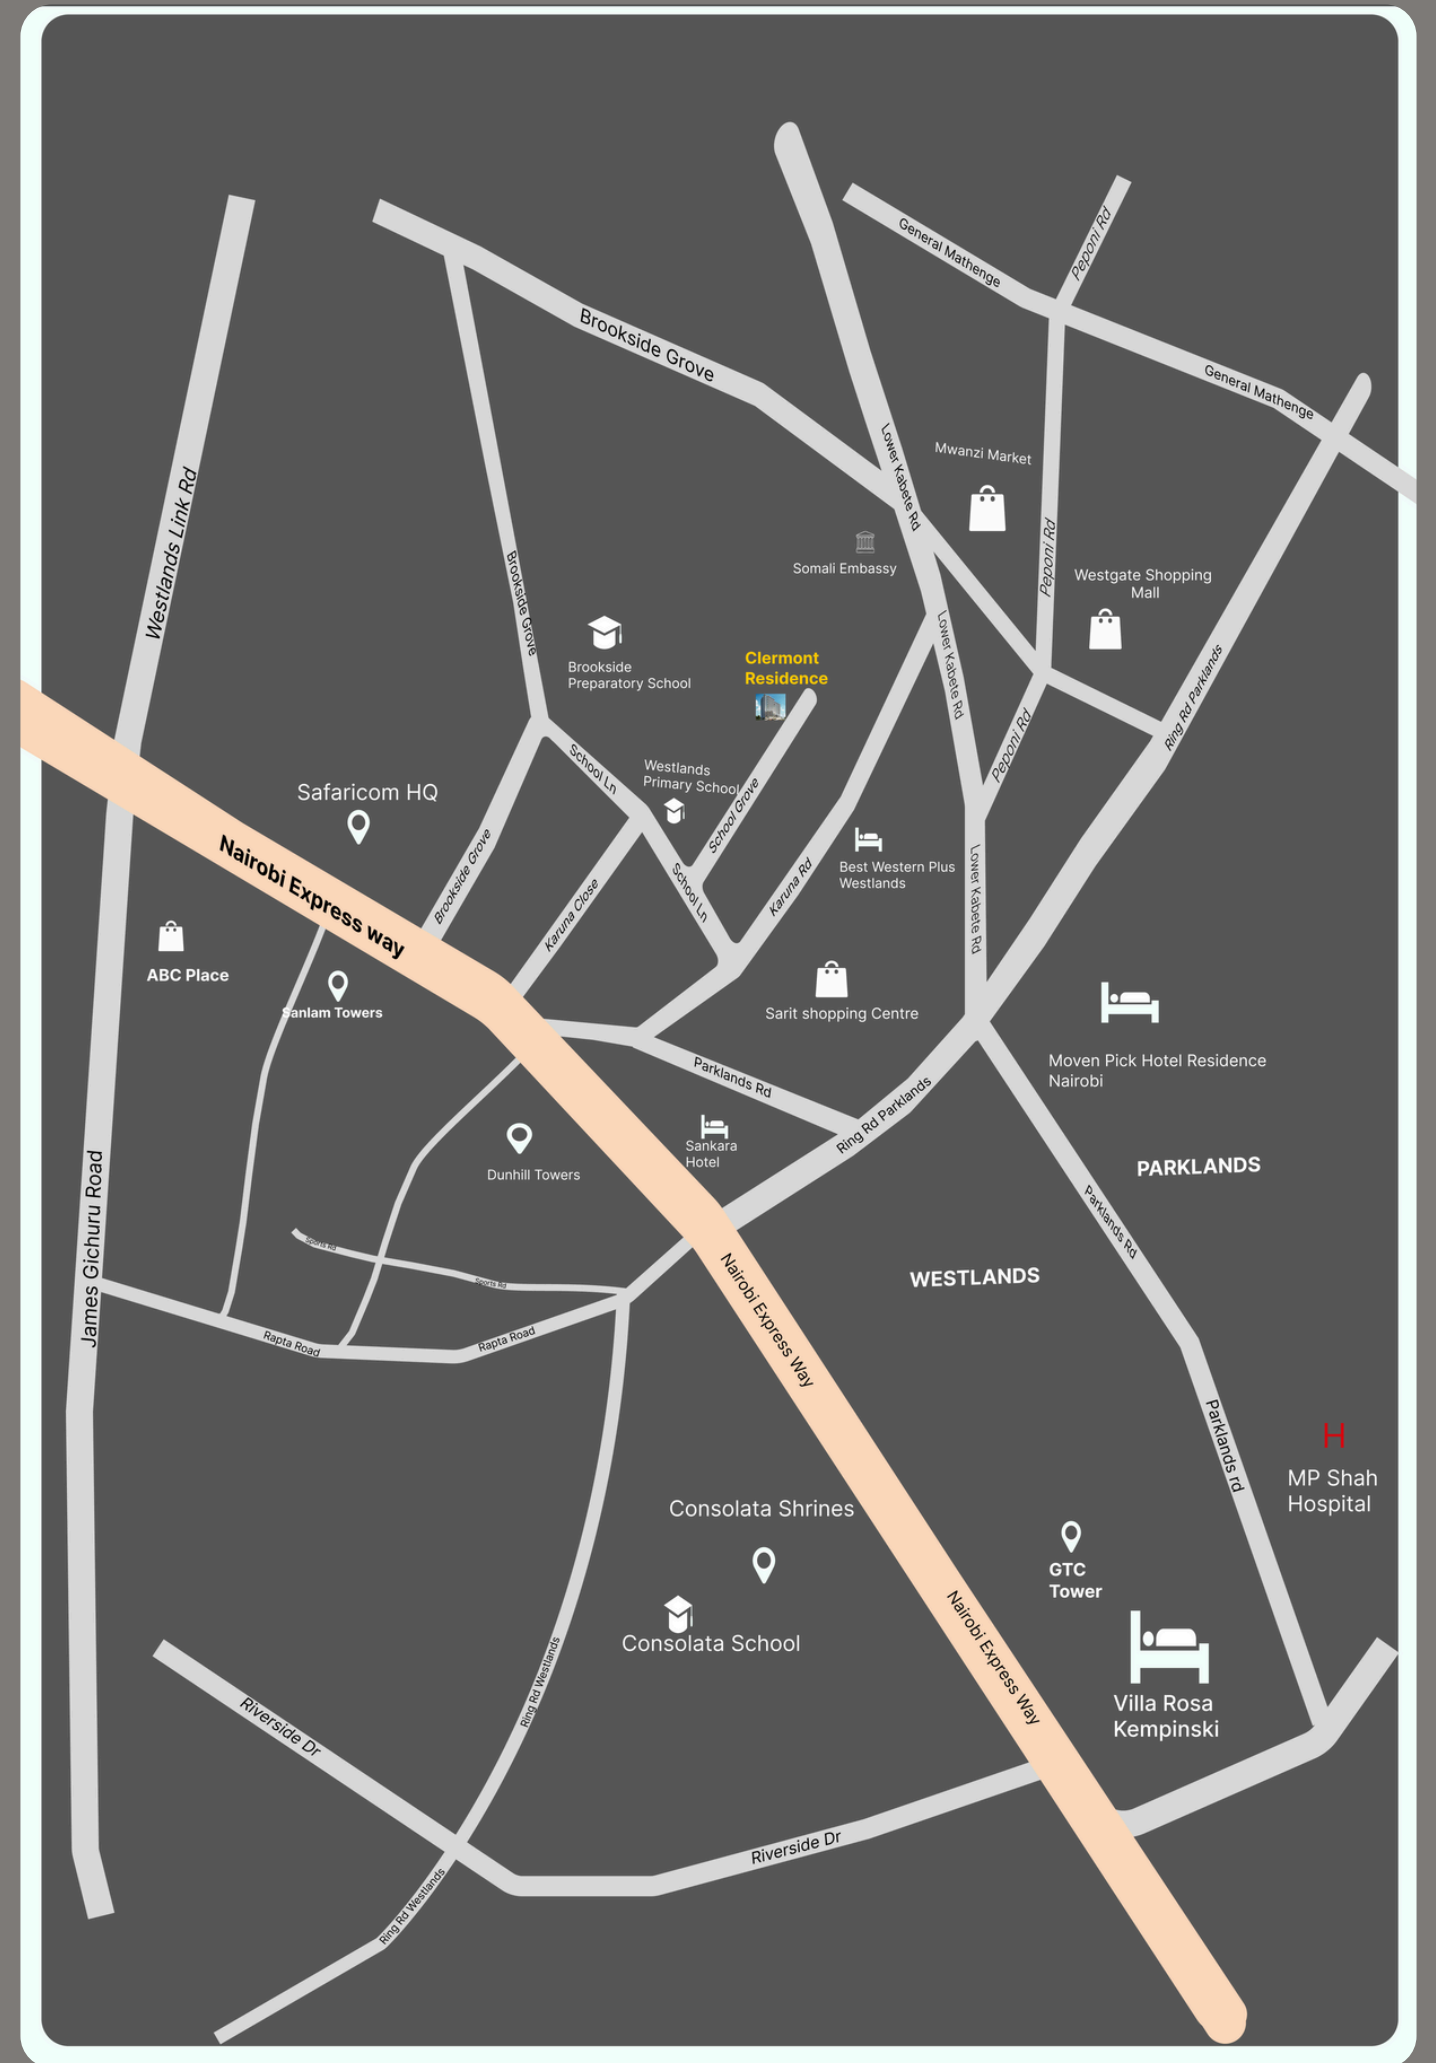 General Mathenge
Peponi Rd
Brookside Grove
General Mathenge
Lower Kabete Rd
Mwanzi Market
Westlands Link Rd
Peponi Rd
Somali Embassy
Westgate Shopping
Mall
Brookside Grove
Brookside
Preparatory School
Clermont
Residence
Lower Kabete Rd
Ring Rd Parklands
Peponi Rd
School Ln
Westlands
Primary School
Safaricom HQ
School Grove
Nairobi Express way
Brookside Grove
Karuna Close
School Ln
Karuna Rd
Best Western Plus
Westlands
Lower Kabete Rd
ABC Place
Sanlam Towers
Sarit shopping Centre
Moven Pick Hotel Residence
Nairobi
Parklands Rd
Ring Rd Parklands
Sankara
Hotel
Dunhill Towers
PARKLANDS
Parklands Rd
James Gichuru Road
Sports Rd
Sports Rd
WESTLANDS
Rapta Road
Rapta Road
Nairobi Express Way
Parklands rd
H
MP Shah
Hospital
Consolata Shrines
GTC
Tower
Consolata School
Nairobi Express Way
Ring Rd Westlands
Villa Rosa
Kempinski
Riverside Dr
Riverside Dr
Ring Rd Westlands